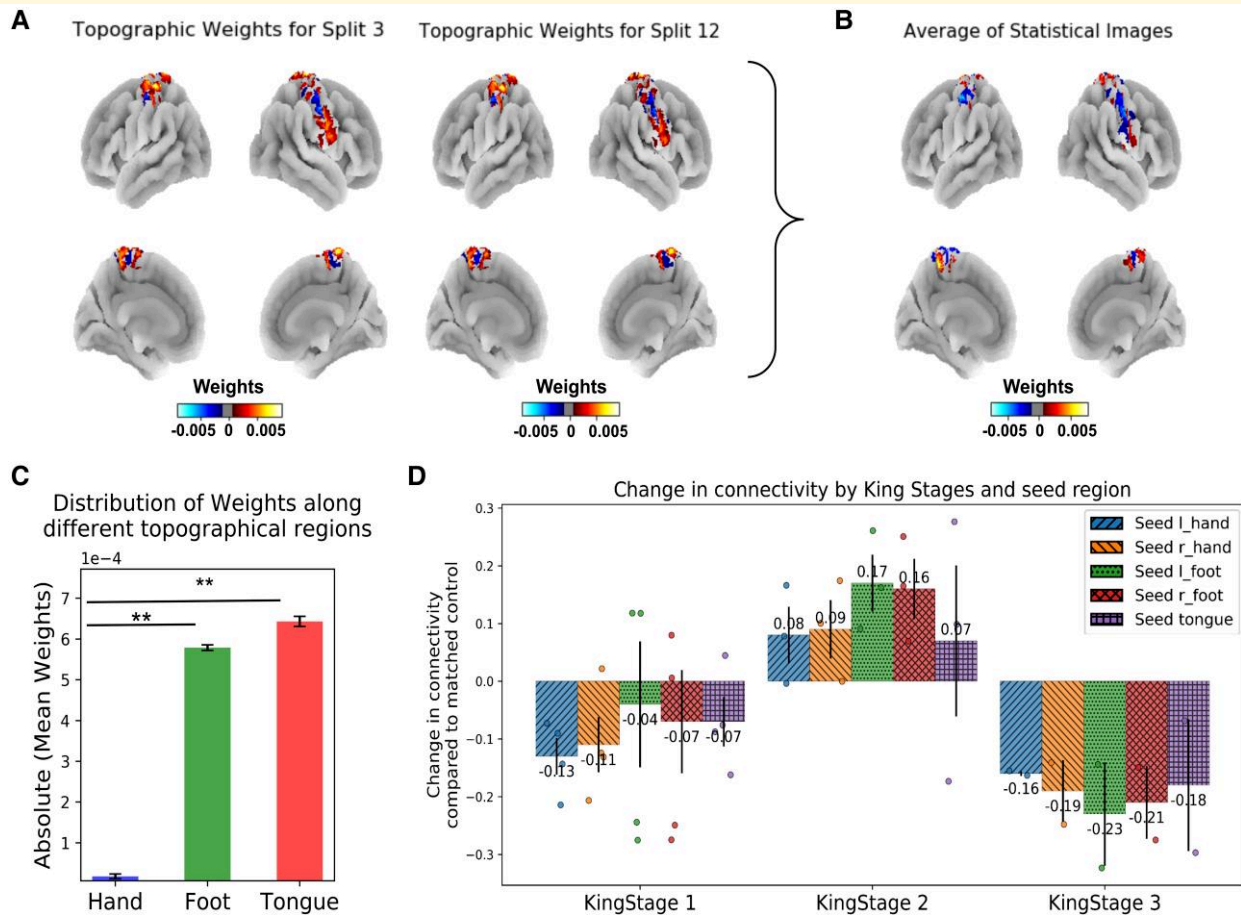 A
Topographic Weights for Split 3
Topographic Weights for Split 12
B
Average of Statistical Images
Weights
-0.005 0 0.005
Weights
-0.005 0 0.005
Weights
-0.005 0 0.005
C
Distribution of Weights along
different topographical regions
1e−4
Absolute (Mean Weights)
7
6
5
4
3
2
1
**
**
Hand
Foot
Tongue
D
Change in connectivity by King Stages and seed region
Change in connectivity
compared to matched control
0.3
0.2
0.1
0.0
−0.1
−0.2
−0.3
Seed l_hand
Seed r_hand
Seed l_foot
Seed r_foot
Seed tongue
-0.13
-0.11
-0.04
-0.07
-0.07
0.08
0.09
0.17
0.16
0.07
-0.16
-0.19
-0.23
-0.21
-0.18
KingStage 1
KingStage 2
KingStage 3